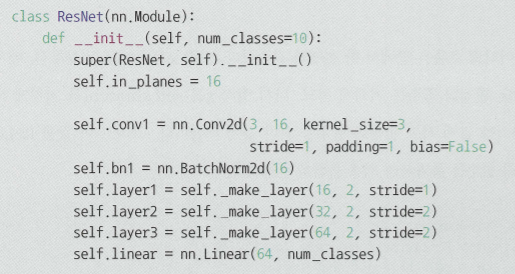 class ResNet(nn.Module):
    def __init__(self, num_classes=10):
        super(ResNet, self).__init__()
        self.in_planes = 16

        self.conv1 = nn.Conv2d(3, 16, kernel_size=3,
                               stride=1, padding=1, bias=False)
        self.bn1 = nn.BatchNorm2d(16)
        self.layer1 = self._make_layer(16, 2, stride=1)
        self.layer2 = self._make_layer(32, 2, stride=2)
        self.layer3 = self._make_layer(64, 2, stride=2)
        self.linear = nn.Linear(64, num_classes)